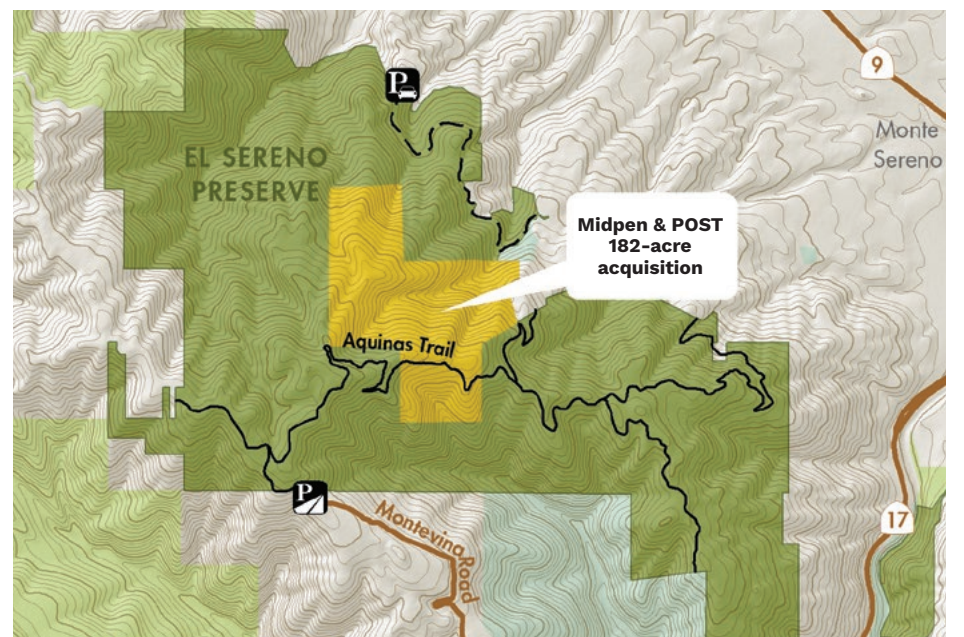 P
9
Monte
Sereno
EL SERENO
PRESERVE
Midpen & POST
182-acre
acquisition
Aquinas Trail
P
Montevina Road
17